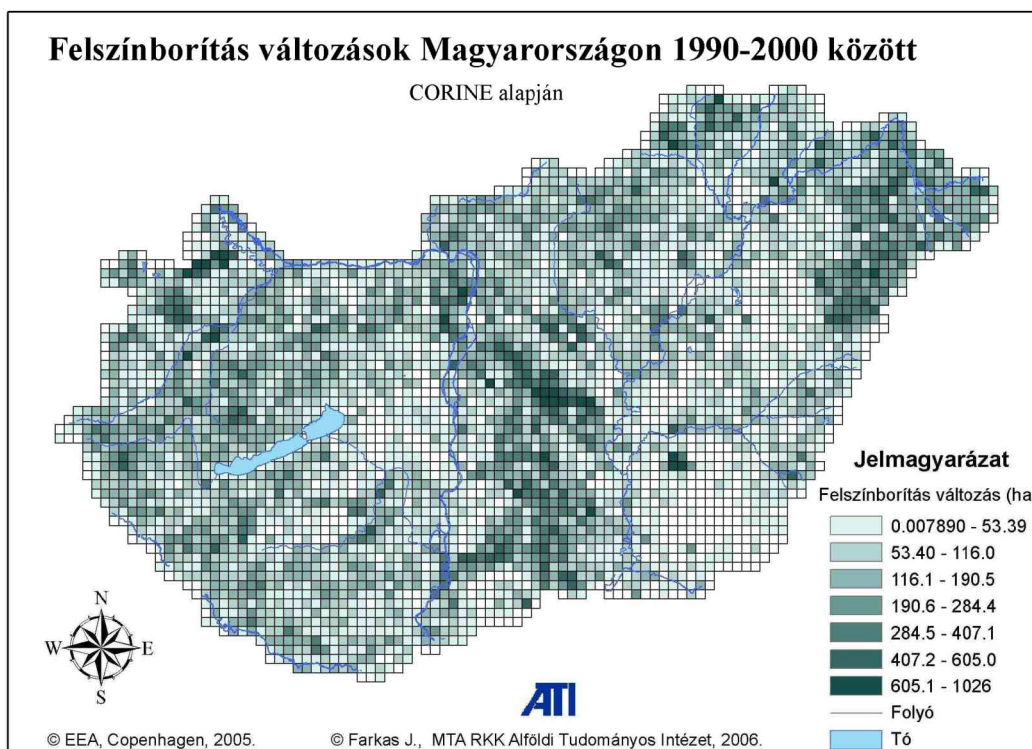 Felszínborítás változások Magyarországon 1990-2000 között
CORINE alapján
N
W E
S
Jelmagyarázat
Felszínborítás változás (ha
0.007890 - 53.39
53.40 - 116.0
116.1 - 190.5
190.6 - 284.4
284.5 - 407.1
407.2 - 605.0
605.1 - 1026
Folyó
Tó
ATI
© EEA, Copenhagen, 2005. © Farkas J., MTA RKK Alföldi Tudományos Intézet, 2006.